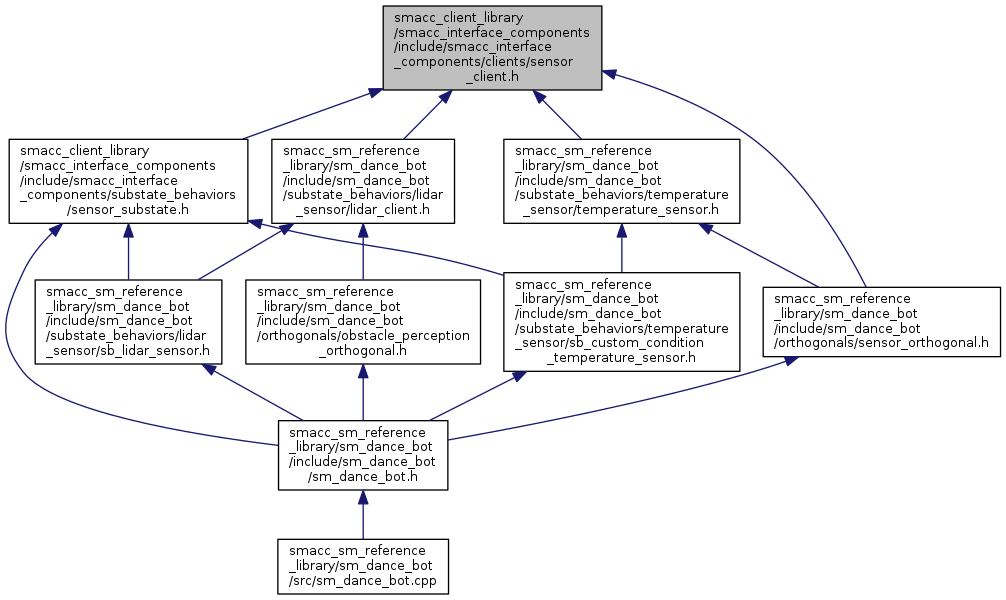 smacc_client_library
/smacc_interface_components
/include/smacc_interface
_components/clients/sensor
_client.h
smacc_client_library
/smacc_interface_components
/include/smacc_interface
_components/substate_behaviors
/sensor_substate.h
smacc_sm_reference
_library/sm_dance_bot
/include/sm_dance_bot
/substate_behaviors/lidar
_sensor/lidar_client.h
smacc_sm_reference
_library/sm_dance_bot
/include/sm_dance_bot
/substate_behaviors/temperature
_sensor/temperature_sensor.h
smacc_sm_reference
_library/sm_dance_bot
/include/sm_dance_bot
/substate_behaviors/lidar
_sensor/sb_lidar_sensor.h
smacc_sm_reference
_library/sm_dance_bot
/include/sm_dance_bot
/orthogonals/obstacle_perception
_orthogonal.h
smacc_sm_reference
_library/sm_dance_bot
/include/sm_dance_bot
/substate_behaviors/temperature
_sensor/sb_custom_condition
_temperature_sensor.h
smacc_sm_reference
_library/sm_dance_bot
/include/sm_dance_bot
/orthogonals/sensor_orthogonal.h
smacc_sm_reference
_library/sm_dance_bot
/include/sm_dance_bot
/sm_dance_bot.h
smacc_sm_reference
_library/sm_dance_bot
/src/sm_dance_bot.cpp